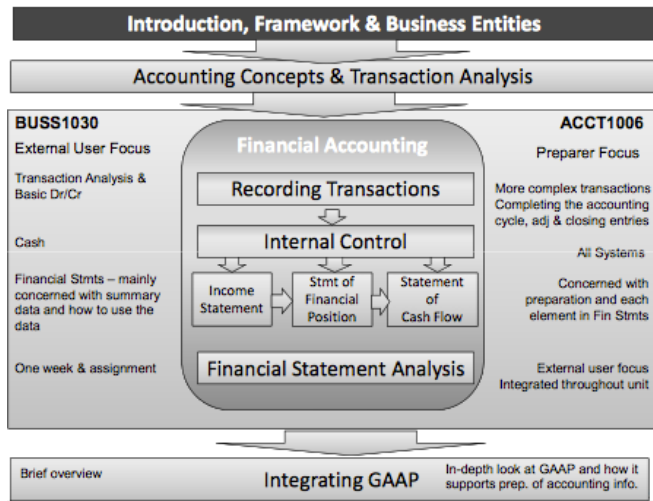 Introduction, Framework & Business Entities
Accounting Concepts & Transaction Analysis
BUSS1030
External User Focus
Transaction Analysis &
Basic Dr/Cr
Cash
Financial Stmts – mainly
concerned with summary
data and how to use the
data
One week & assignment
Financial Accounting
Recording Transactions
Internal Control
Income
Statement
Stmt of
Financial
Position
Statement
of
Cash Flow
Financial Statement Analysis
ACCT1006
Preparer Focus
More complex transactions
Completing the accounting
cycle, adj & closing entries
All Systems
Concerned with
preparation and each
element in Fin Stmts
External user focus
Integrated throughout unit
Brief overview
Integrating GAAP
In-depth look at GAAP and how it
supports prep. of accounting info.